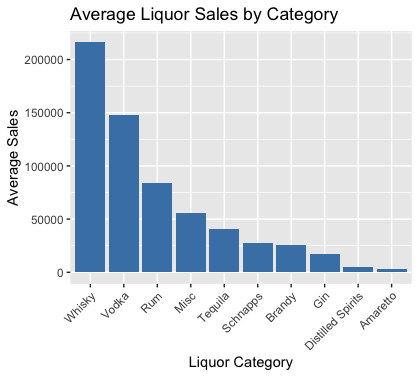 Average Liquor Sales by Category
Average Sales
200000
150000
100000
50000
0
Whisky
Vodka
Rum
Misc
Tequila
Schnapps
Brandy
Gin
Distilled Spirits
Amaretto
Liquor Category